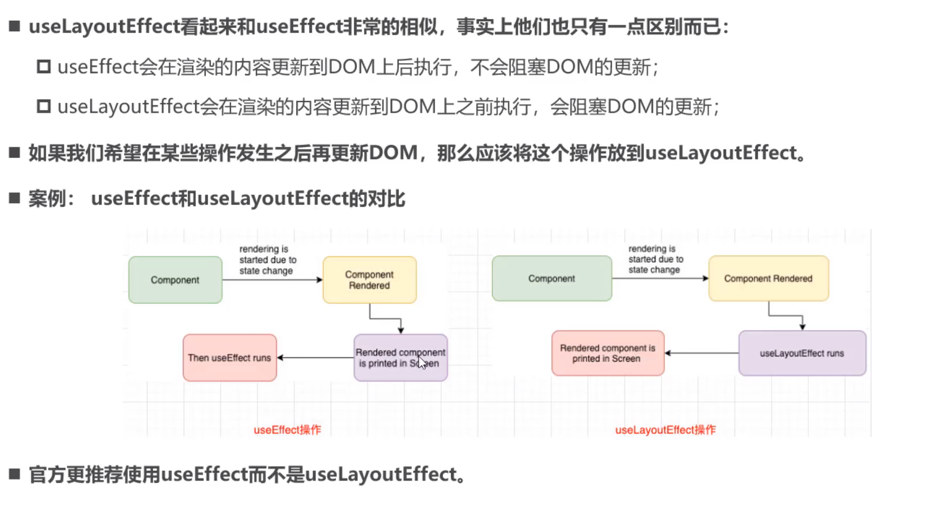 useLayoutEffect看起来和useEffect非常的相似，事实上他们也只有一点区别而已：
useEffect会在渲染的内容更新到DOM上后执行，不会阻塞DOM的更新；
useLayoutEffect会在渲染的内容更新到DOM上之前执行，会阻塞DOM的更新；
如果我们希望在某些操作发生之后再更新DOM，那么应该将这个操作放到useLayoutEffect。
案例： useEffect和useLayoutEffect的对比
rendering is
started due to
state change
Component
Component
Rendered
Then useEffect runs
Rendered component
is printed in Screen
useEffect操作
rendering is
started due to
state change
Component
Component Rendered
Rendered component is
printed in Screen
useLayoutEffect runs
useLayoutEffect操作
官方更推荐使用useEffect而不是useLayoutEffect。